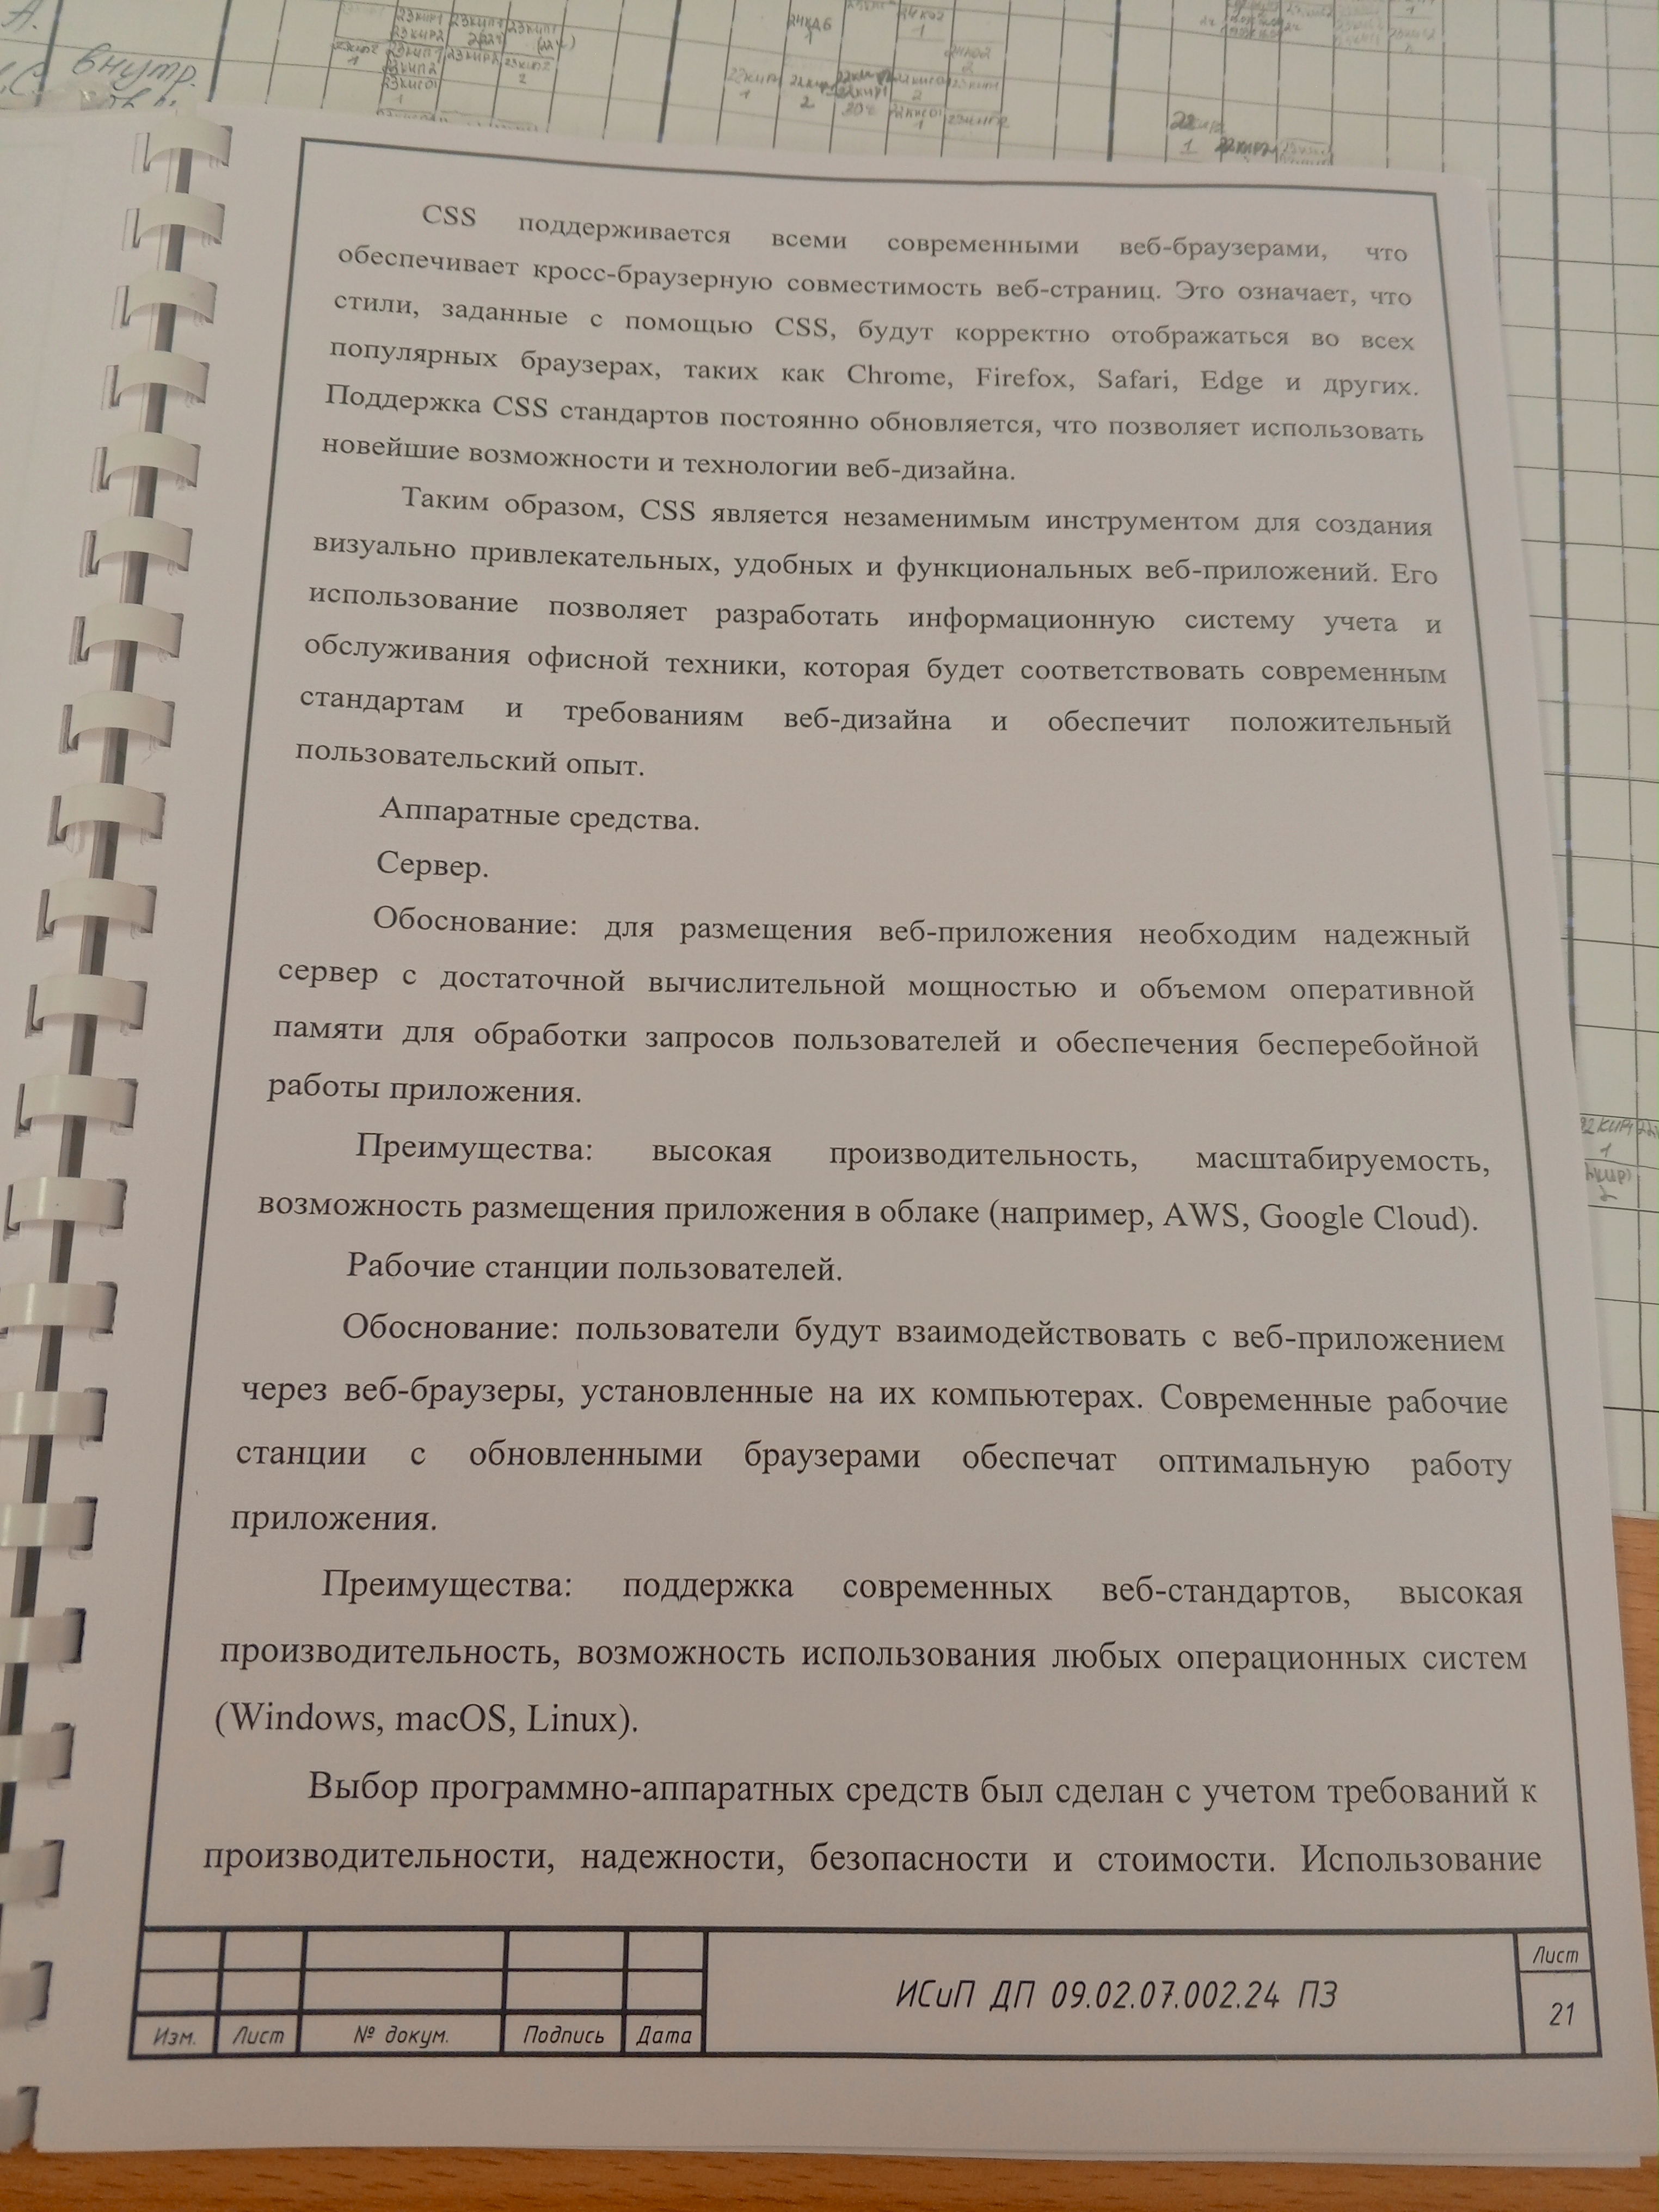 внутр.
CSS поддерживается всеми современными веб-браузерами, что
обеспечивает кросс-браузерную совместимость веб-страниц. Это означает, что
стили, заданные с помощью CSS, будут корректно отображаться во всех
популярных браузерах, таких как Chrome, Firefox, Safari, Edge и других.
Поддержка CSS стандартов постоянно обновляется, что позволяет использовать
новейшие возможности и технологии веб-дизайна.
Таким образом, CSS является незаменимым инструментом для создания
визуально привлекательных, удобных и функциональных веб-приложений. Его
использование позволяет разработать информационную систему учета и
обслуживания офисной техники, которая будет соответствовать современным
стандартам и требованиям веб-дизайна и обеспечит положительный
пользовательский опыт.
Аппаратные средства.
Сервер.
Обоснование: для размещения веб-приложения необходим надежный
сервер с достаточной вычислительной мощностью и объемом оперативной
памяти для обработки запросов пользователей и обеспечения бесперебойной
работы приложения.
Преимущества: высокая производительность, масштабируемость,
возможность размещения приложения в облаке (например, AWS, Google Cloud).
Рабочие станции пользователей.
Обоснование: пользователи будут взаимодействовать с веб-приложением
через веб-браузеры, установленные на их компьютерах. Современные рабочие
станции с обновленными браузерами обеспечат оптимальную работу
приложения.
Преимущества: поддержка современных веб-стандартов, высокая
производительность, возможность использования любых операционных систем
(Windows, macOS, Linux).
Выбор программно-аппаратных средств был сделан с учетом требований к
производительности, надежности, безопасности и стоимости. Использование
Изм. Лист № докум. Подпись Дата
ИСиП ДП 09.02.07.002.24 ПЗ
Лист
21